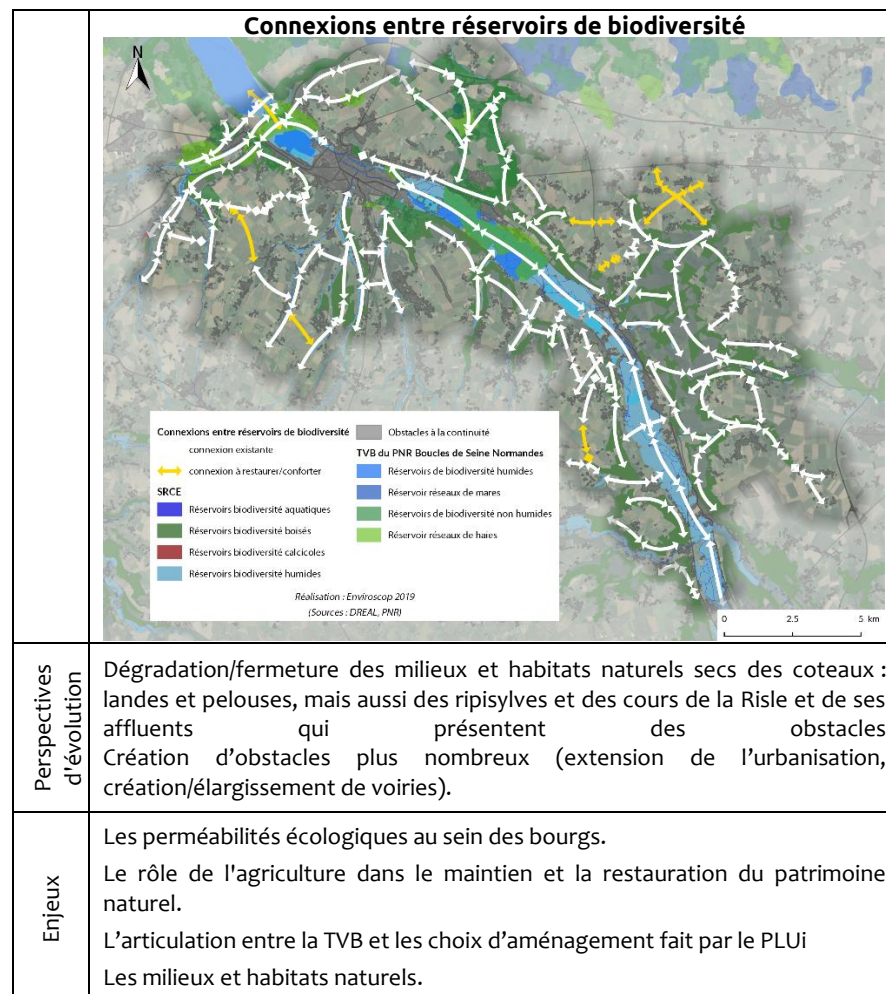 Connexions entre réservoirs de biodiversité
N
Connexions entre réservoirs de biodiversité
connexion existante
connexion à restaurer/conforter
SRCE
Réservoirs biodiversité aquatiques
Réservoirs biodiversité boisés
Réservoirs biodiversité calcicoles
Réservoirs biodiversité humides
Obstacles à la continuité
TVB du PNR Boucles de Seine Normandes
Réservoirs de biodiversité humides
Réservoir réseaux de mares
Réservoirs de biodiversité non humides
Réservoir réseaux de haies
Réalisation : Enviroscop 2019
(Sources : DREAL, PNR)
0 2.5 5 km
Perspectives
d'évolution
Dégradation/fermeture des milieux et habitats naturels secs des coteaux :
landes et pelouses, mais aussi des ripisylves et des cours de la Risle et de ses
affluents qui présentent des obstacles
Création d’obstacles plus nombreux (extension de l’urbanisation,
création/élargissement de voiries).
Enjeux
Les perméabilités écologiques au sein des bourgs.
Le rôle de l'agriculture dans le maintien et la restauration du patrimoine
naturel.
L’articulation entre la TVB et les choix d’aménagement fait par le PLUi
Les milieux et habitats naturels.